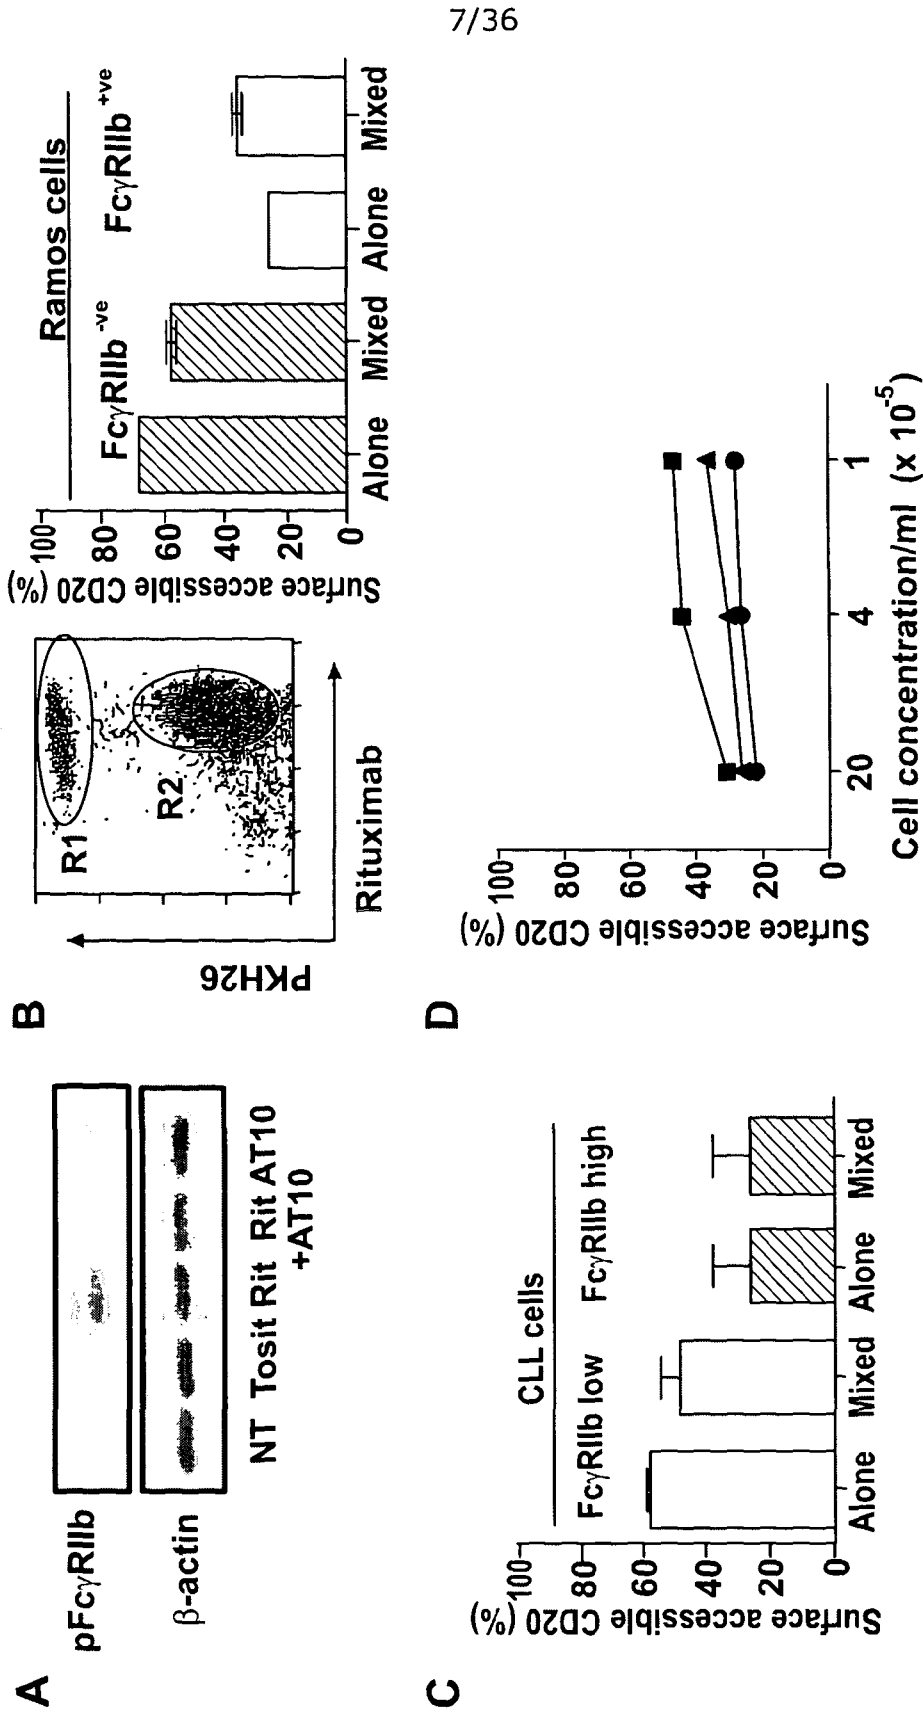 7/36
A
pFcγRIIb
β-actin
NT Tosit Rit Rit AT10
+AT10
B
PKH26
Rituximab
R1
R2
Surface accessible CD20 (%)
100
80
60
40
20
0
Ramos cells
FcγRIIb-ve
FcγRIIb+ve
Alone
Mixed
Alone
Mixed
C
Surface accessible CD20 (%)
100
80
60
40
20
0
CLL cells
FcγRIIb low
FcγRIIb high
Alone
Mixed
Alone
Mixed
D
Surface accessible CD20 (%)
100
80
60
40
20
0
20
4
1
Cell concentration/ml (x 10-5)